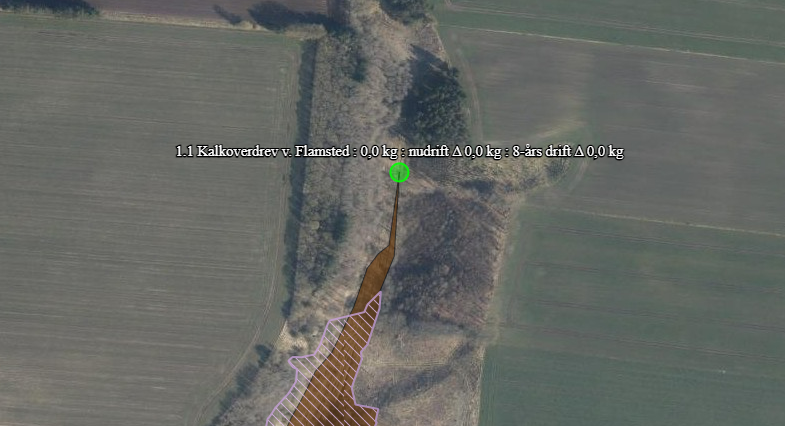 1.1 Kalkoverdrev v. Flamsted : 0,0 kg : nudrift Δ 0,0 kg : 8-års drift Δ 0,0 kg